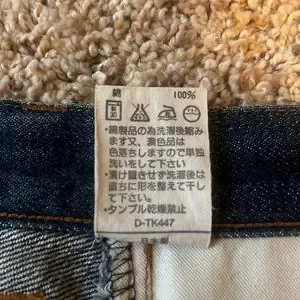 綿 100%
・綿製品の為洗濯後縮み
ます又、濃色品は
色落ちしますので単独
洗いをして下さい
・漬け置きせず洗濯後は
直ちに形を整えて干し
て下さい。
・タンブル乾燥禁止
D-TK447
日本製